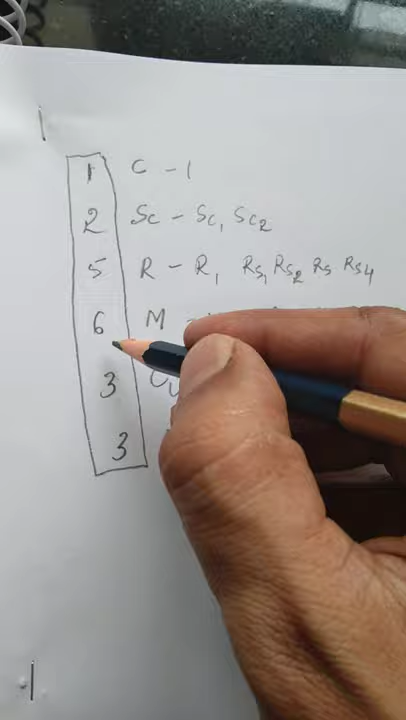 1 C - 1
2 Sc - Sc1 Sc2
5 R - R1 Rs1 Rs2 Rs Rs4
6 M
3
3